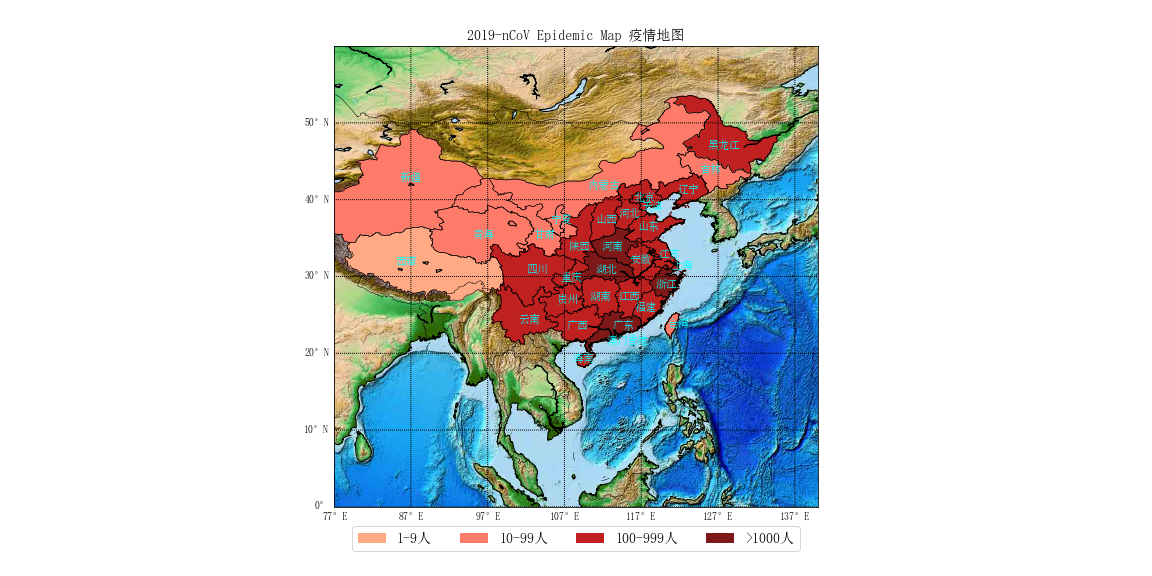 2019-nCoV Epidemic Map 疫情地图
50° N
黑龙江
吉林
新疆
内蒙古
辽宁
40° N
北京
天津
宁夏
山西
河北
山东
青海
甘肃
陕西
河南
江苏
西藏
安徽
上海
四川
湖北
30° N
重庆
浙江
贵州
湖南
江西
福建
云南
广西
广东
台湾
20° N
海南
10° N
0°
77° E
87° E
97° E
107° E
117° E
127° E
137° E
1-9人
10-99人
100-999人
>1000人